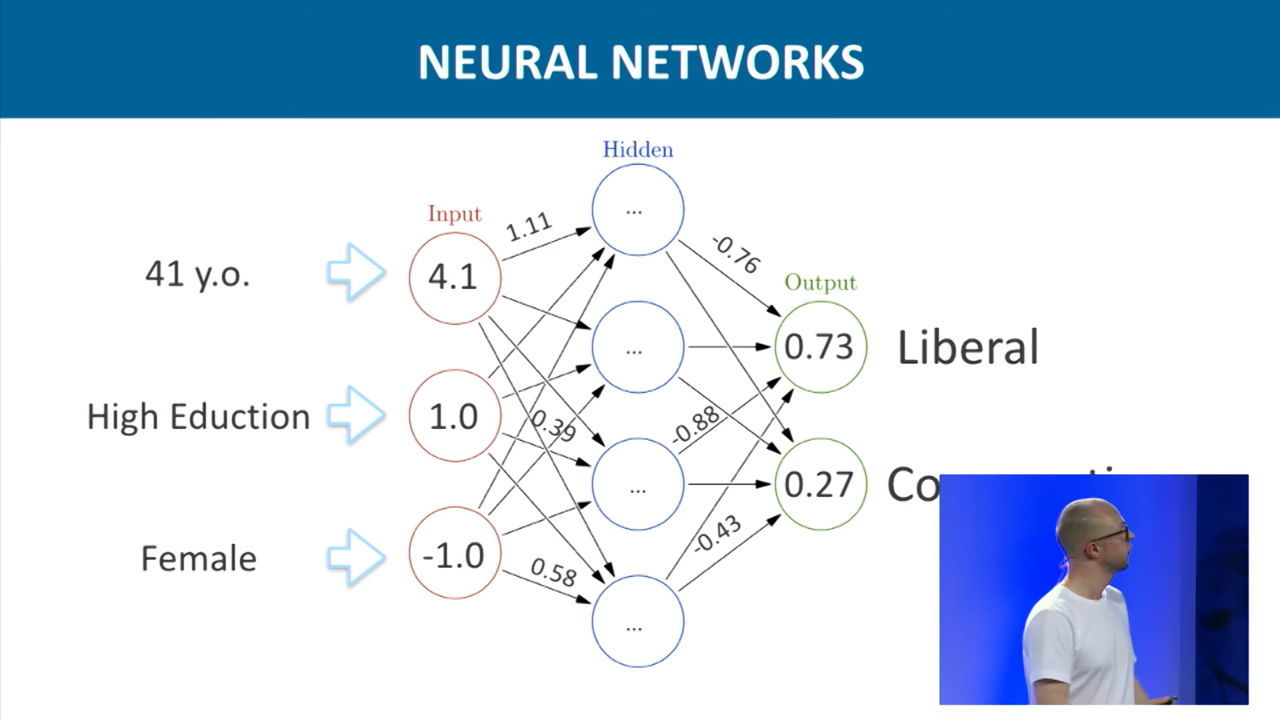 NEURAL NETWORKS
Hidden
...
Input
1.11
-0.76
41 y.o.
4.1
Output
...
0.73
Liberal
High Eduction
1.0
0.39
-0.88
...
0.27
Female
-1.0
0.58
-0.43
...